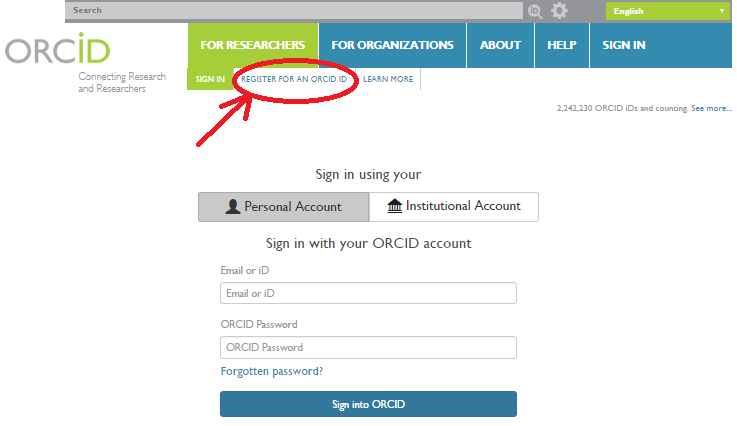 Search
iD
English
ORCiD
FOR RESEARCHERS
FOR ORGANIZATIONS
ABOUT
HELP
SIGN IN
Connecting Research
and Researchers
SIGN IN
REGISTER FOR AN ORCID ID
LEARN MORE
2,242,230 ORCID iDs and counting. See more...
Sign in using your
Personal Account
Institutional Account
Sign in with your ORCID account
Email or iD
Email or iD
ORCID Password
ORCID Password
Forgotten password?
Sign into ORCID